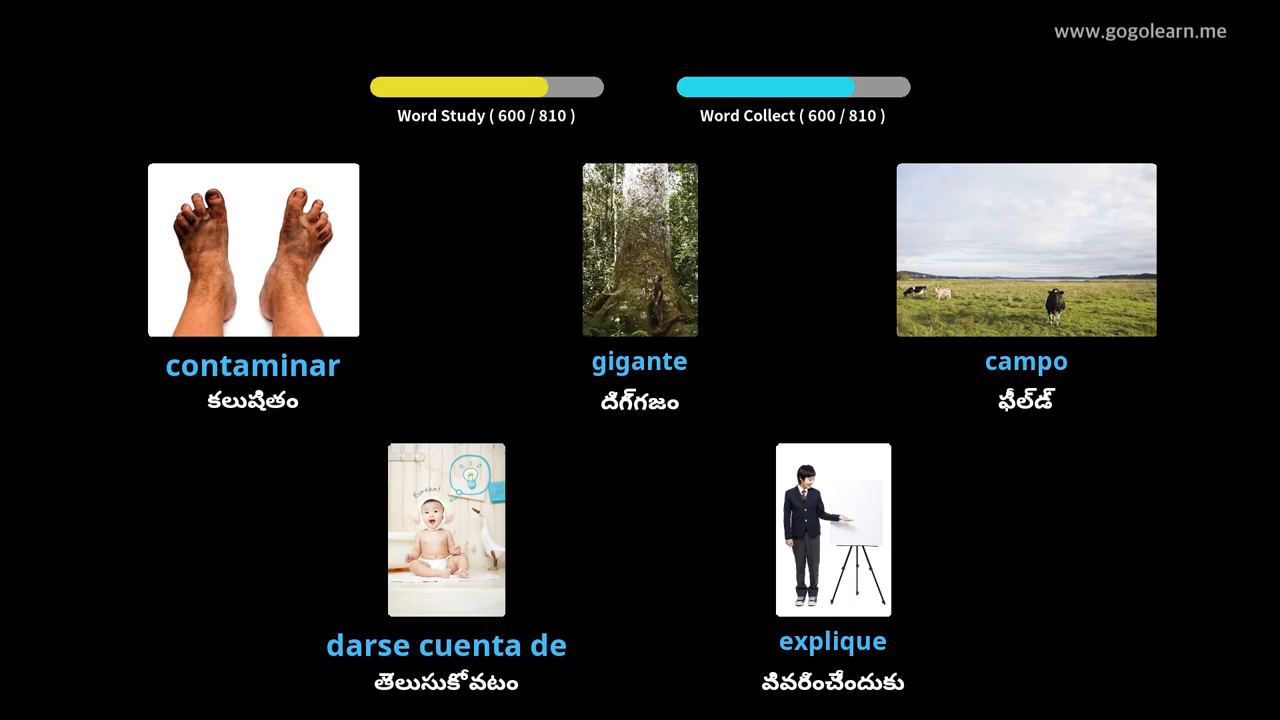 www.gogolearn.me
Word Study ( 600 / 810 )
Word Collect ( 600 / 810 )
contaminar
కలుషితం
gigante
దిగ్గజం
campo
ఫీల్డ్
Eureka!
darse cuenta de
తెలుసుకోవటం
explique
వివరించేందుకు